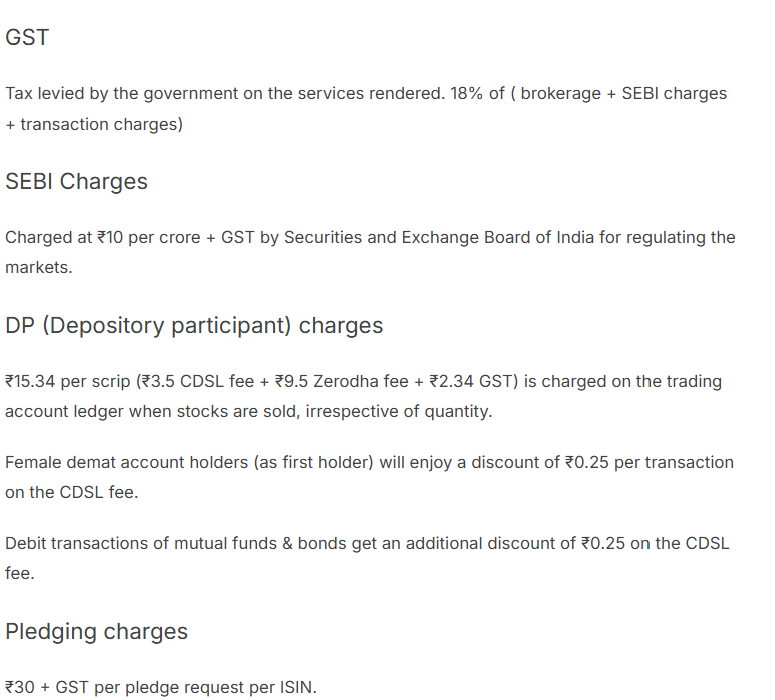 GST
Tax levied by the government on the services rendered. 18% of ( brokerage + SEBI charges
+ transaction charges)
SEBI Charges
Charged at ₹10 per crore + GST by Securities and Exchange Board of India for regulating the
markets.
DP (Depository participant) charges
₹15.34 per scrip (₹3.5 CDSL fee + ₹9.5 Zerodha fee + ₹2.34 GST) is charged on the trading
account ledger when stocks are sold, irrespective of quantity.
Female demat account holders (as first holder) will enjoy a discount of ₹0.25 per transaction
on the CDSL fee.
Debit transactions of mutual funds & bonds get an additional discount of ₹0.25 on the CDSL
fee.
Pledging charges
₹30 + GST per pledge request per ISIN.